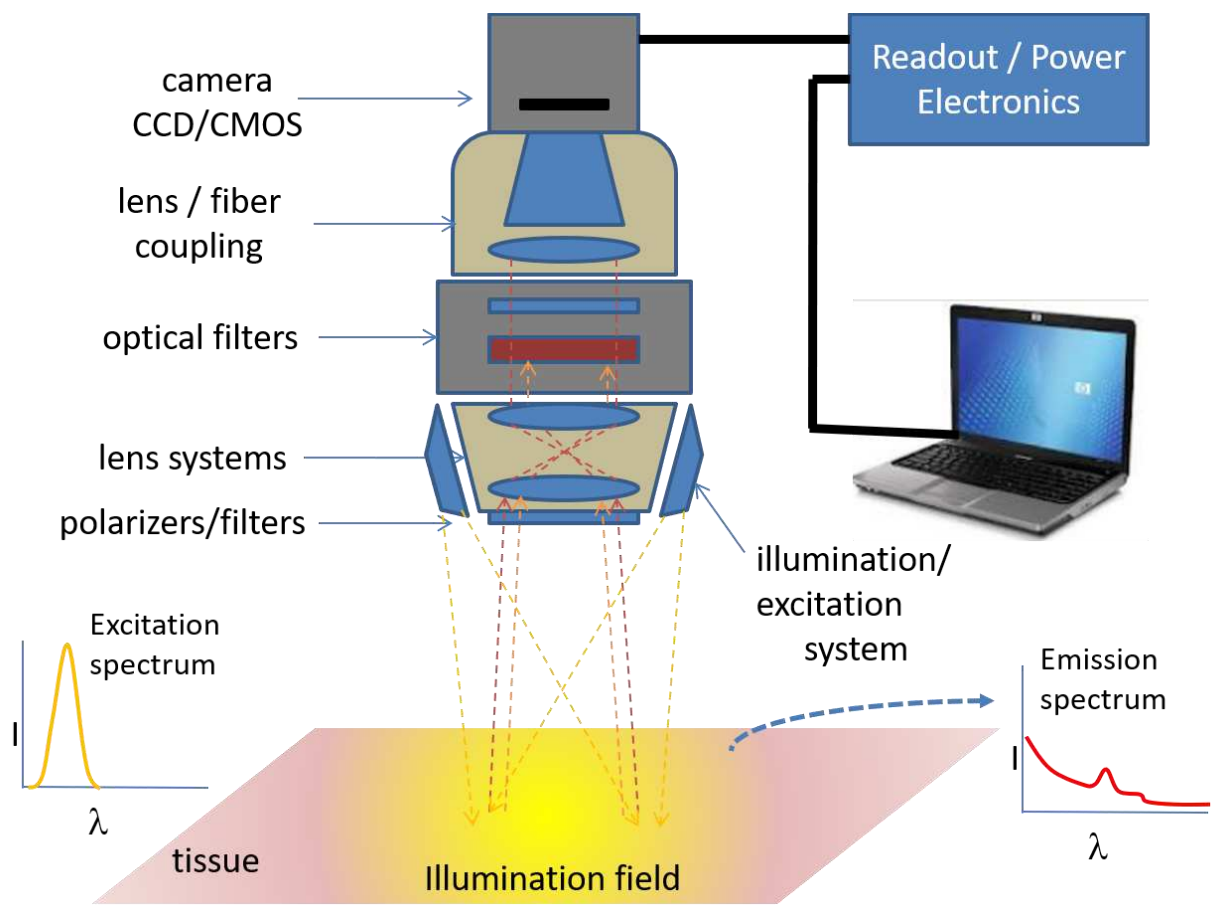 camera
CCD/CMOS
Readout / Power
Electronics
lens / fiber
coupling
optical filters
lens systems
polarizers/filters
illumination/
excitation
system
Excitation
spectrum
I
λ
Emission
spectrum
I
λ
tissue
Illumination field
hp